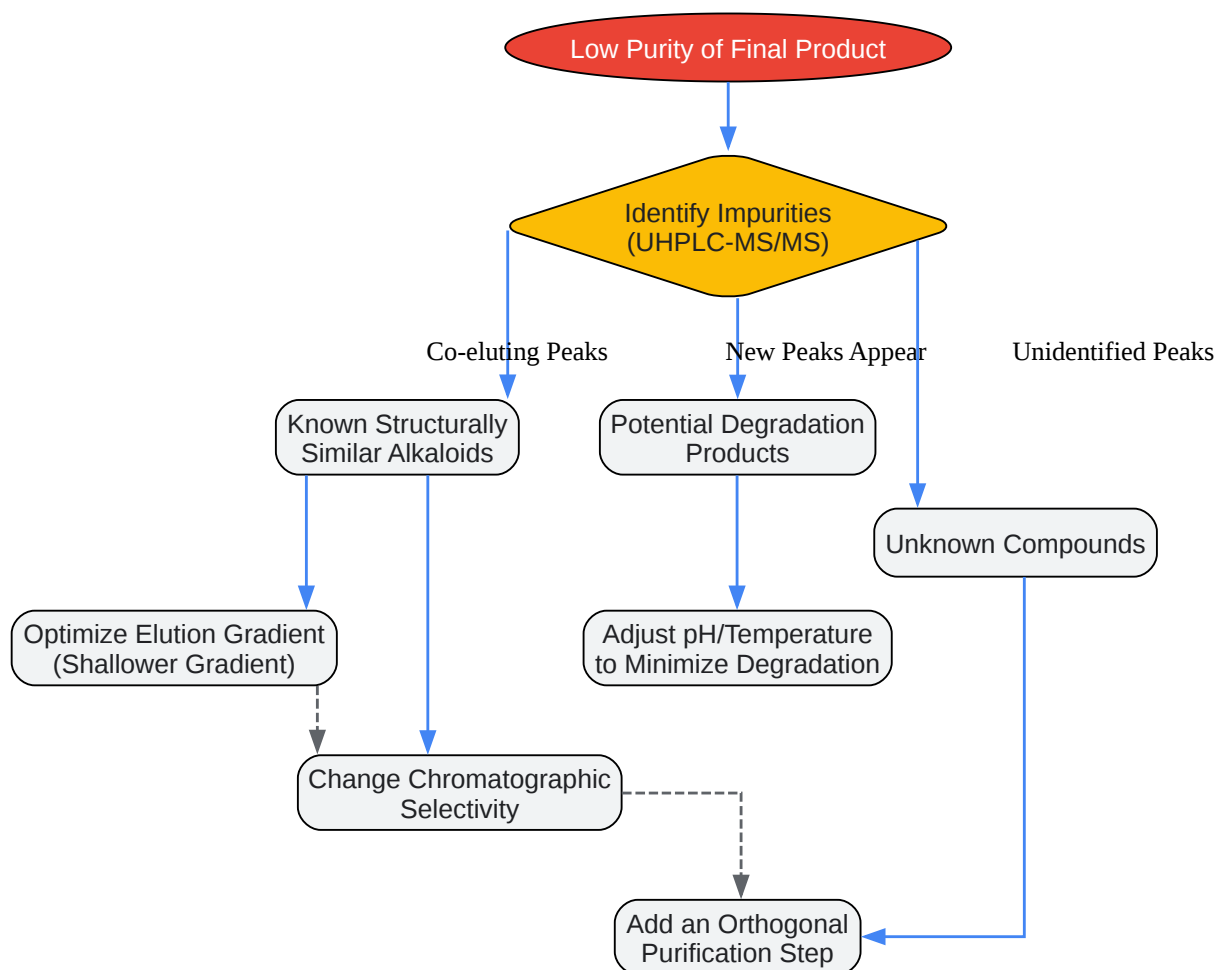 Low Purity of Final Product
Identify Impurities
(UHPLC-MS/MS)
Co-eluting Peaks
New Peaks Appear
Unidentified Peaks
Known Structurally
Similar Alkaloids
Potential Degradation
Products
Unknown Compounds
Optimize Elution Gradient
(Shallower Gradient)
Adjust pH/Temperature
to Minimize Degradation
Change Chromatographic
Selectivity
Add an Orthogonal
Purification Step